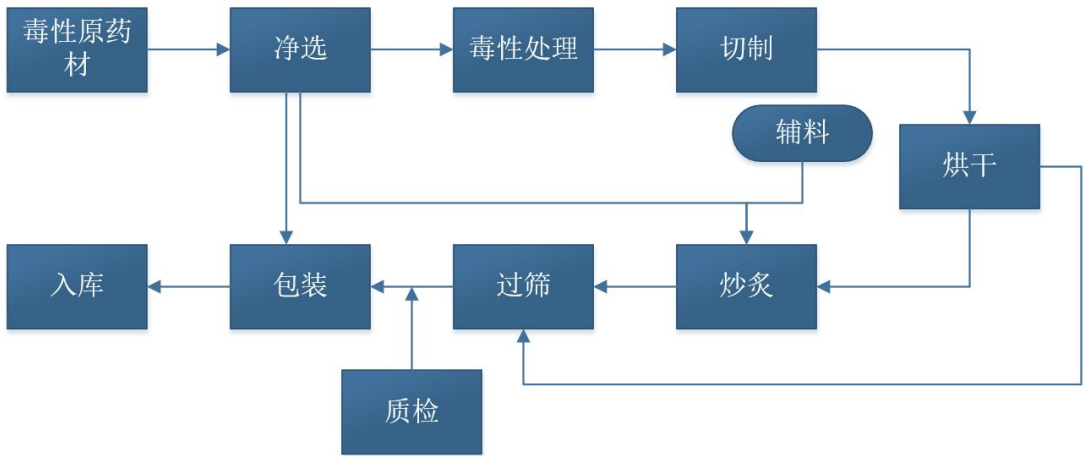 毒性原药
材
净选
毒性处理
切制
辅料
烘干
入库
包装
过筛
炒炙
质检